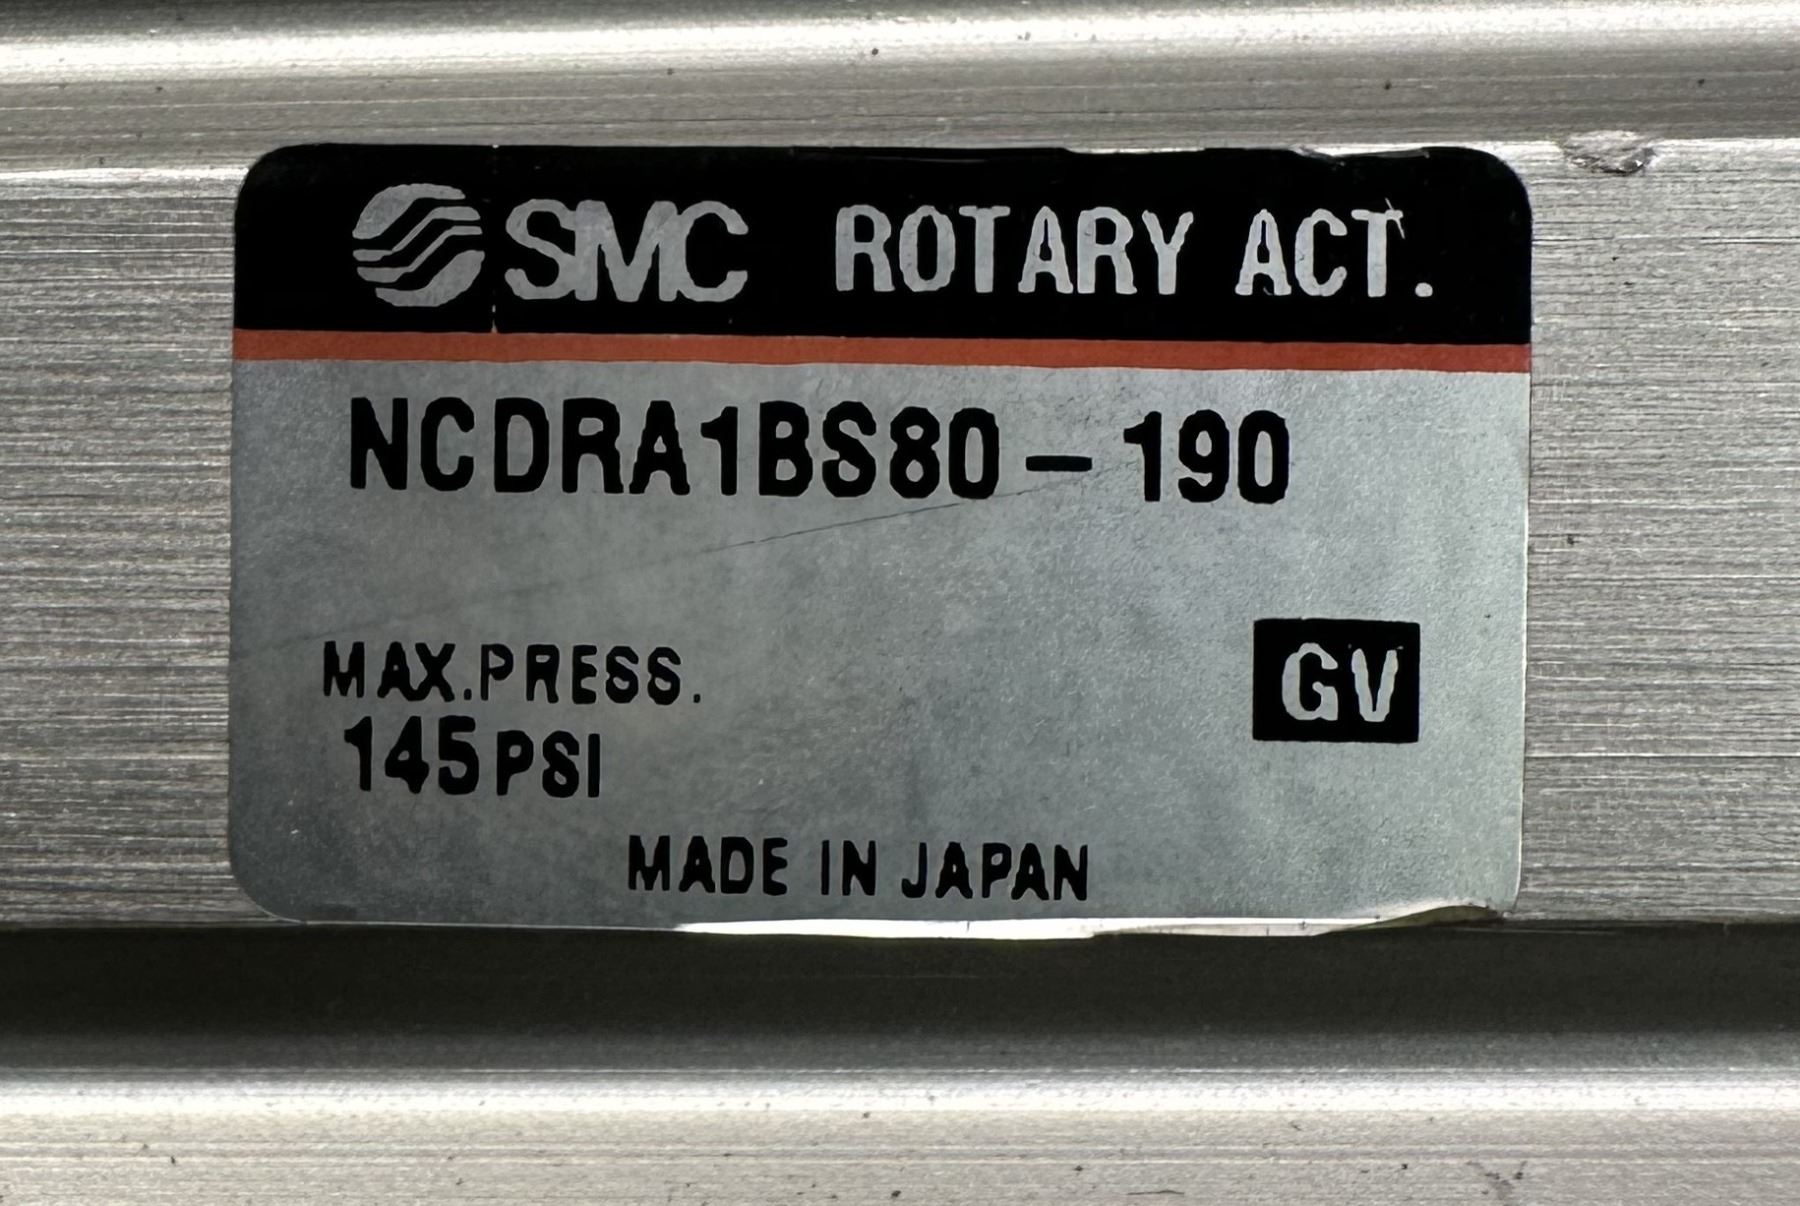 SMC ROTARY ACT.
NCDRA1BS80-190
MAX.PRESS.
145PSI
GV
MADE IN JAPAN